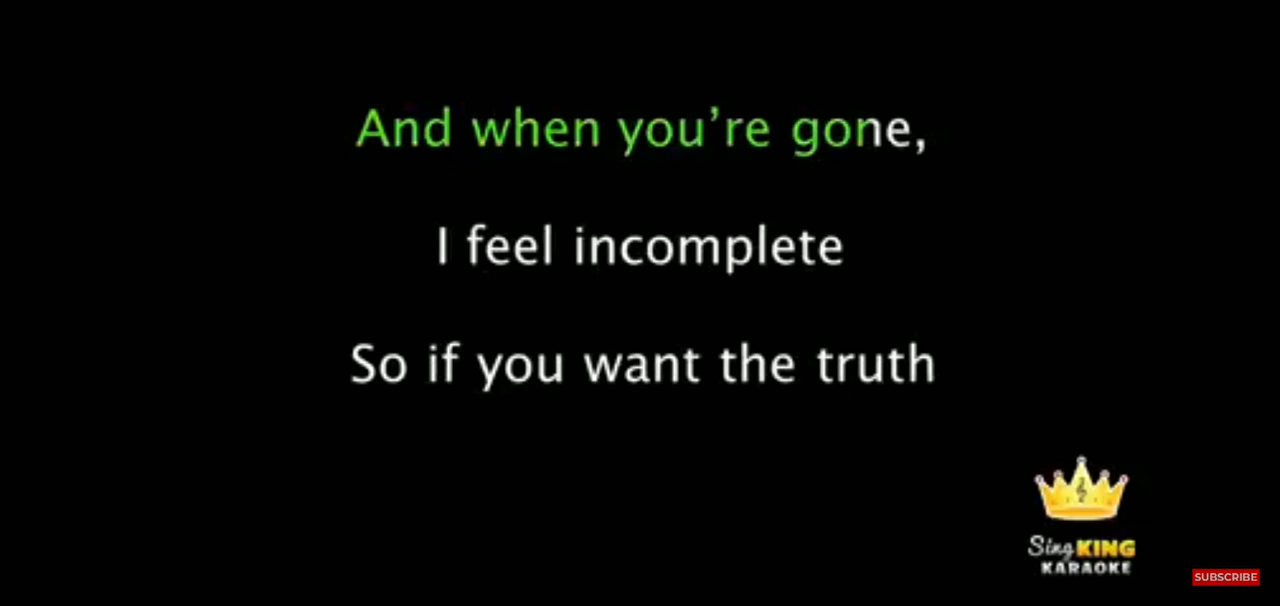 And when you’re gone,
I feel incomplete
So if you want the truth
Sing KING
KARAOKE
SUBSCRIBE